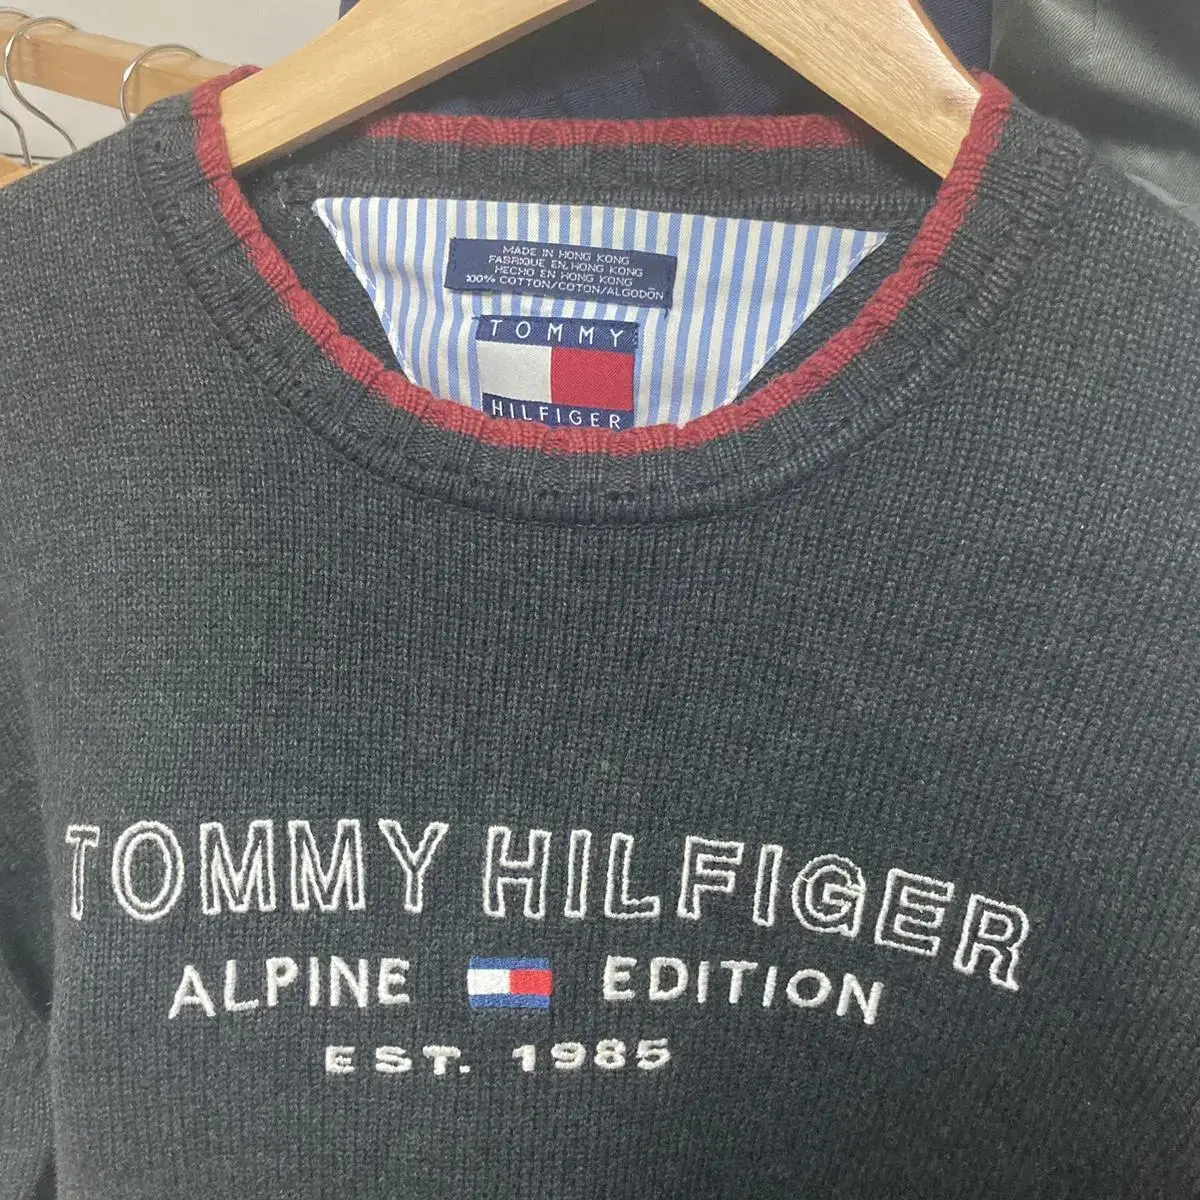 MADE IN HONG KONG
FABRIQUE EN HONG KONG
HECHO EN HONG KONG
100% COTTON/COTON/ALGODÓN
TOMMY
HILFIGER
TOMMY HILFIGER
ALPINE EDITION
EST. 1985